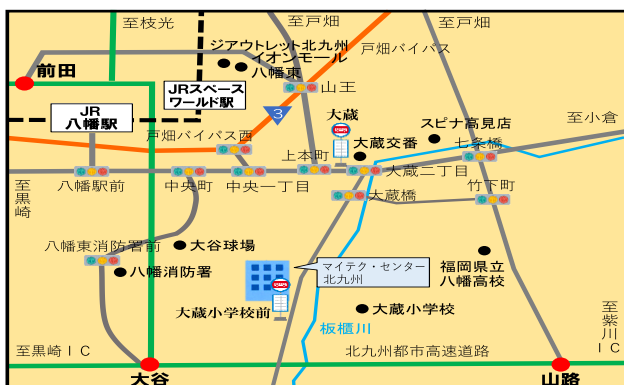 至枝光
至戸畑
至戸畑
ジアウトレット北九州
イオンモール
八幡東
戸畑バイパス
前田
山王
JRスペース
ワールド駅
JR
八幡駅
3
大蔵
スピナ高見店
至小倉
戸畑バイパス西
大蔵交番
七条橋
上本町
至黒崎
八幡駅前
中央町
中央一丁目
大蔵二丁目
竹下町
大蔵橋
八幡東消防署前
大谷球場
八幡消防署
マイテク・センター
北九州
福岡県立
八幡高校
大蔵小学校前
大蔵小学校
板櫃川
至紫川IC
至黒崎IC
北九州都市高速道路
大谷
山路